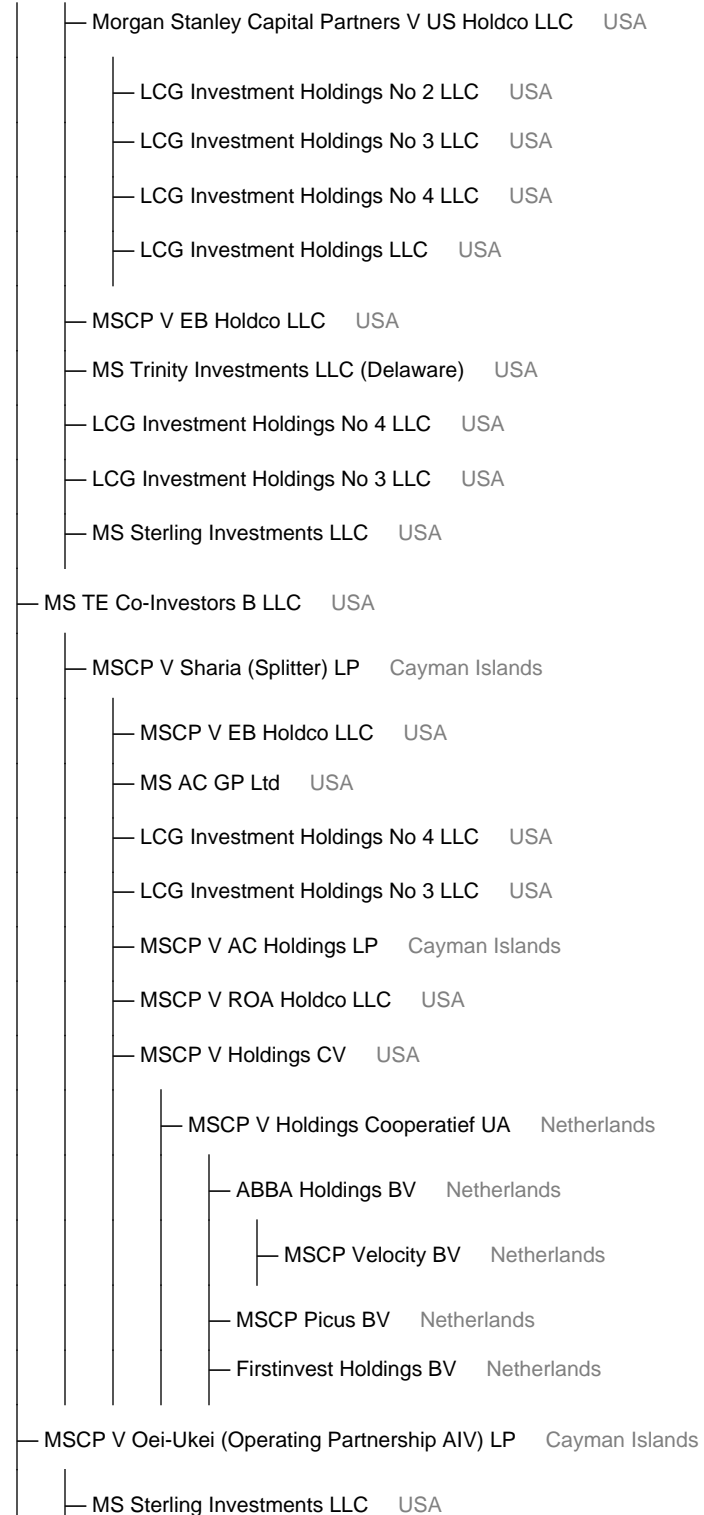 Morgan Stanley Capital Partners V US Holdco LLC USA
LCG Investment Holdings No 2 LLC USA
LCG Investment Holdings No 3 LLC USA
LCG Investment Holdings No 4 LLC USA
LCG Investment Holdings LLC USA
MSCP V EB Holdco LLC USA
MS Trinity Investments LLC (Delaware) USA
LCG Investment Holdings No 4 LLC USA
LCG Investment Holdings No 3 LLC USA
MS Sterling Investments LLC USA
MS TE Co-Investors B LLC USA
MSCP V Sharia (Splitter) LP Cayman Islands
MSCP V EB Holdco LLC USA
MS AC GP Ltd USA
LCG Investment Holdings No 4 LLC USA
LCG Investment Holdings No 3 LLC USA
MSCP V AC Holdings LP Cayman Islands
MSCP V ROA Holdco LLC USA
MSCP V Holdings CV USA
MSCP V Holdings Cooperatief UA Netherlands
ABBA Holdings BV Netherlands
MSCP Velocity BV Netherlands
MSCP Picus BV Netherlands
Firstinvest Holdings BV Netherlands
MSCP V Oei-Ukei (Operating Partnership AIV) LP Cayman Islands
MS Sterling Investments LLC USA